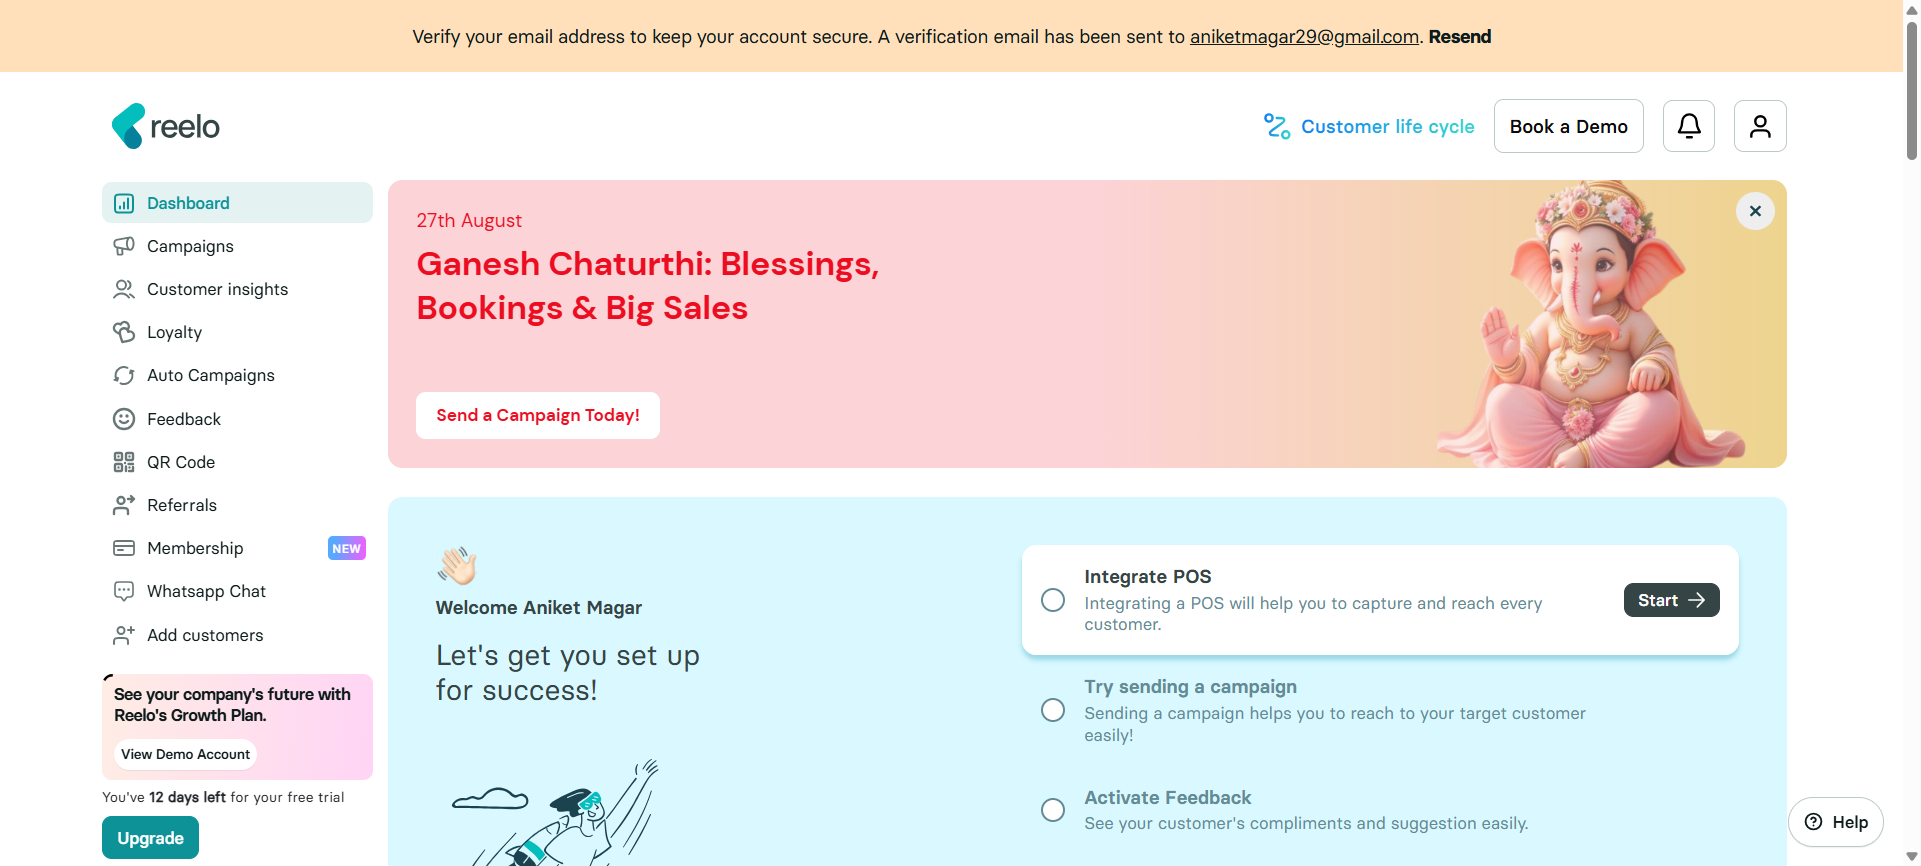 Verify your email address to keep your account secure. A verification email has been sent to aniketmagar29@gmail.com. Resend
reelo
Customer life cycle
Book a Demo
Dashboard
Campaigns
Customer insights
Loyalty
Auto Campaigns
Feedback
QR Code
Referrals
Membership
NEW
Whatsapp Chat
Add customers
See your company's future with
Reelo's Growth Plan.
View Demo Account
You've 12 days left for your free trial
Upgrade
27th August
Ganesh Chaturthi: Blessings,
Bookings & Big Sales
Send a Campaign Today!
Welcome Aniket Magar
Let's get you set up
for success!
Integrate POS
Integrating a POS will help you to capture and reach every
customer.
Start
Try sending a campaign
Sending a campaign helps you to reach to your target customer
easily!
Activate Feedback
See your customer's compliments and suggestion easily.
Help